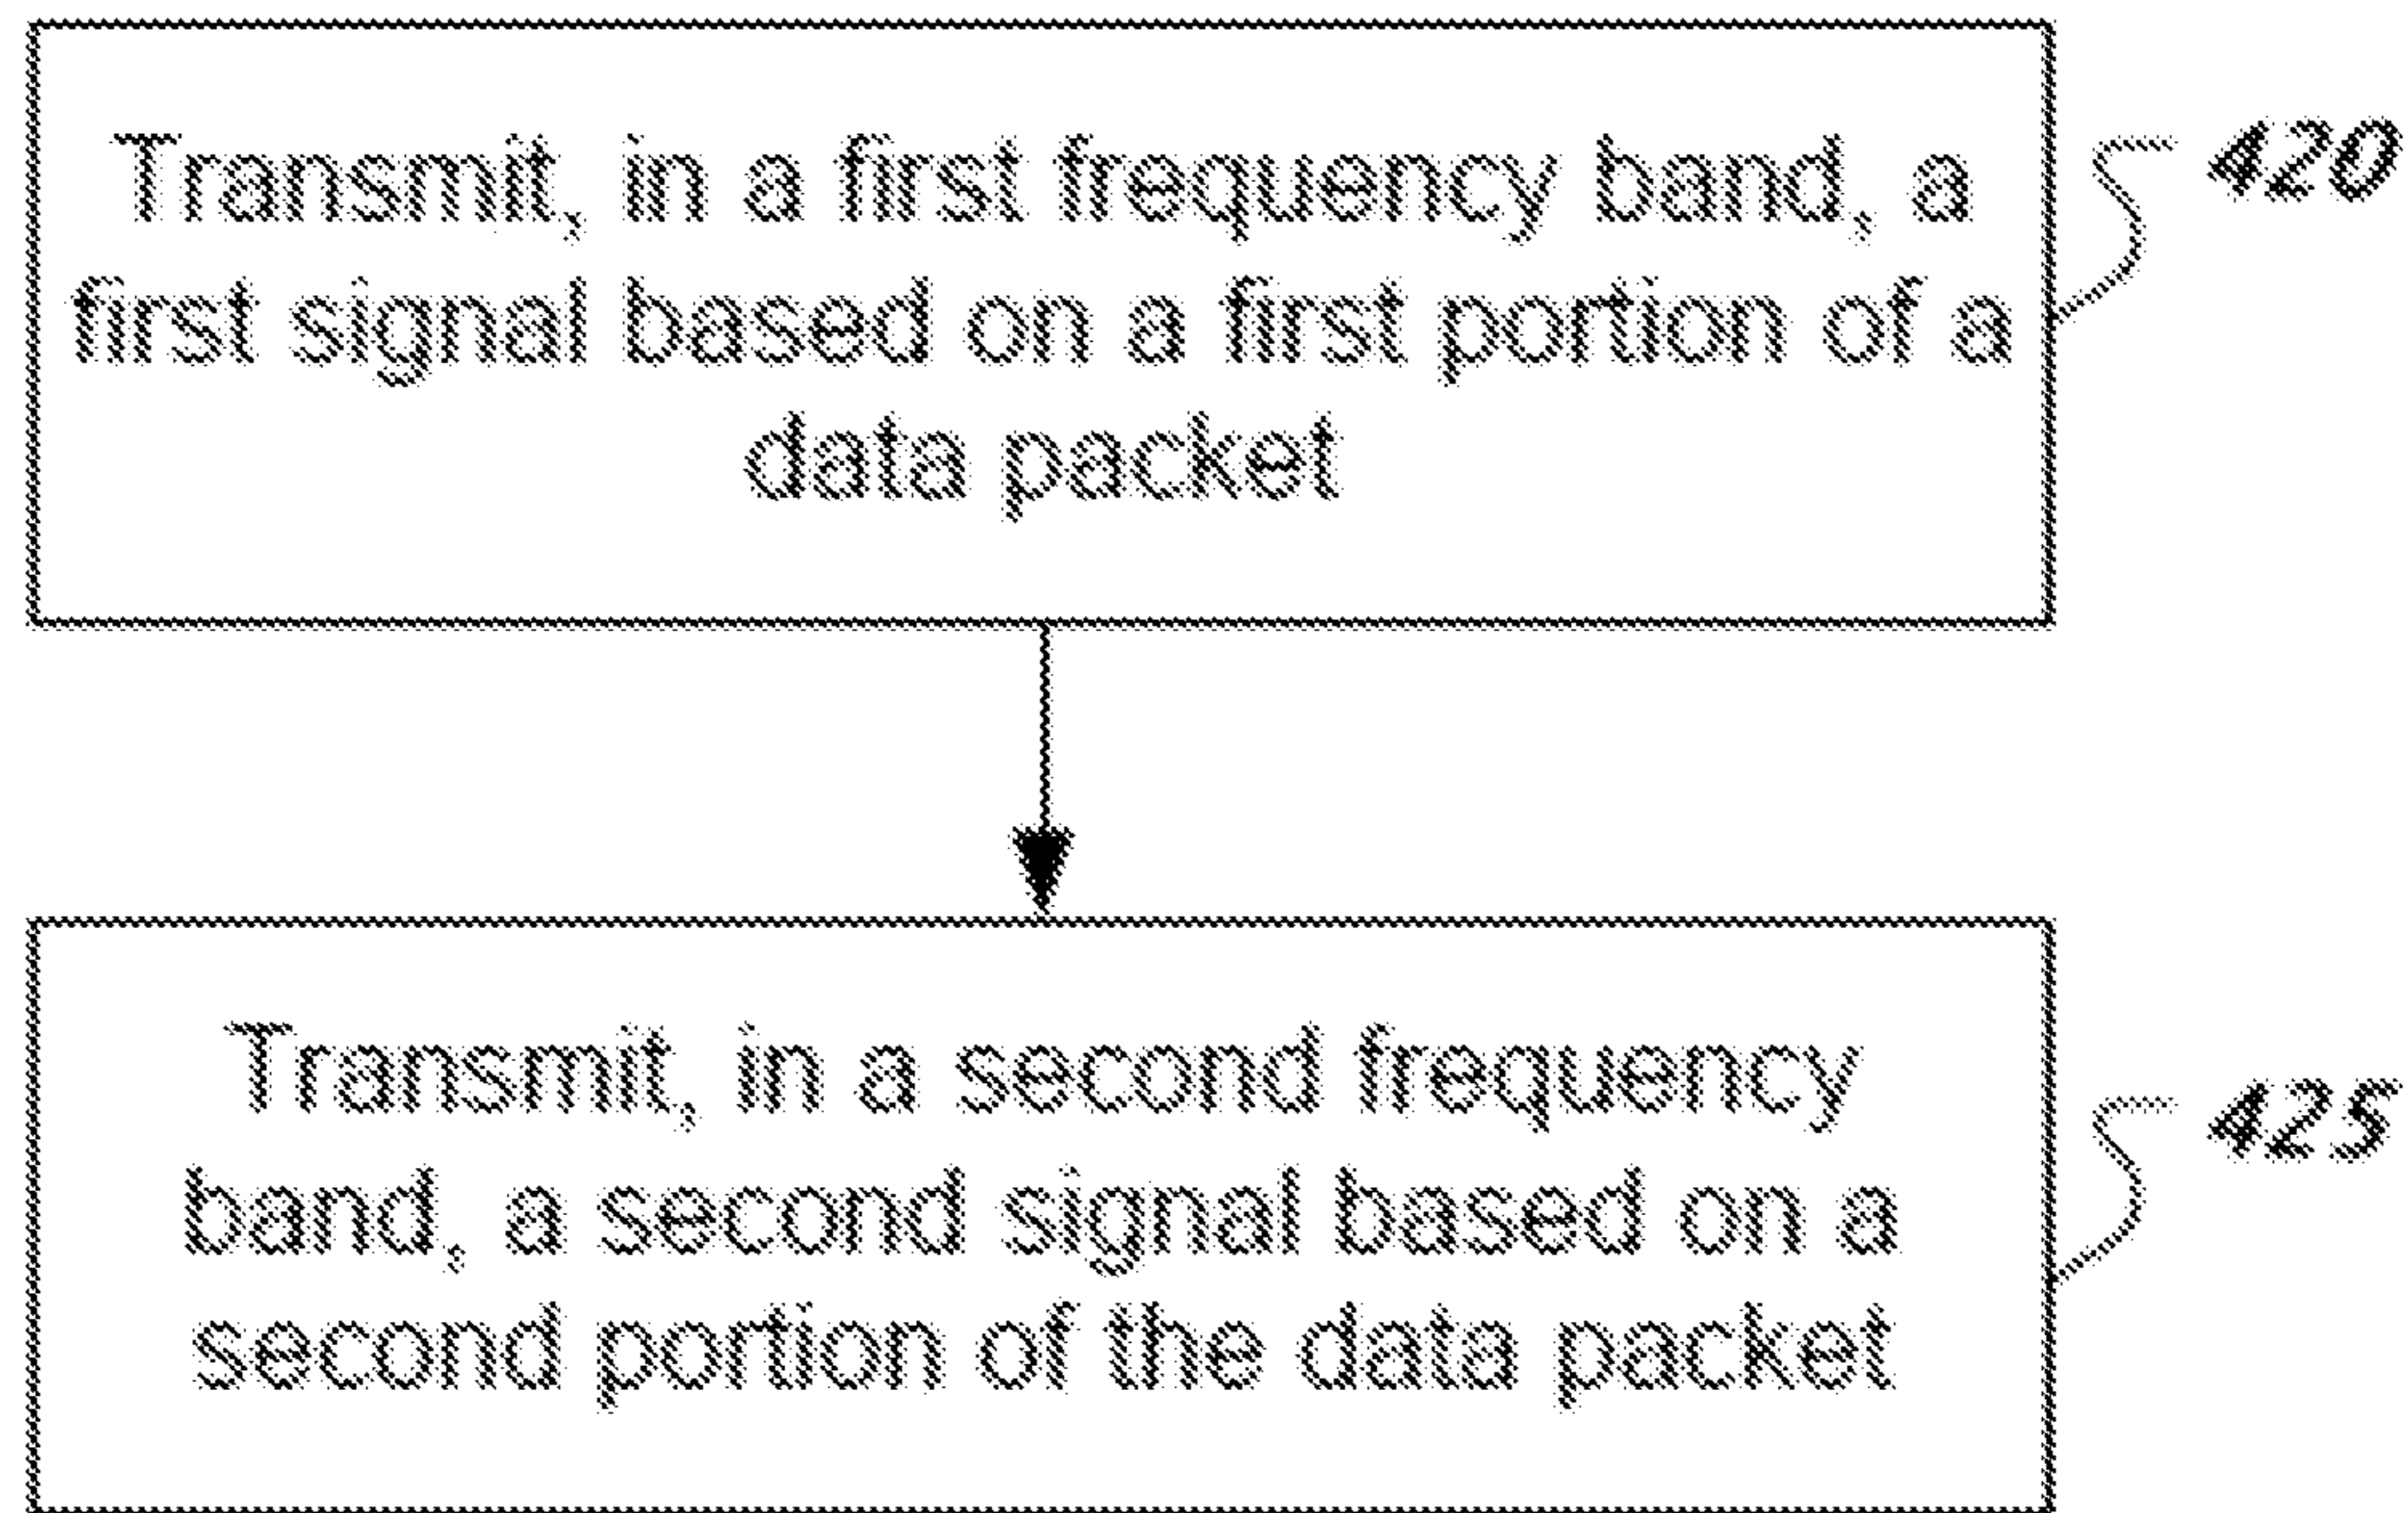 Transmit, in a first frequency band, a
first signal based on a first portion of a
data packet
420
Transmit, in a second frequency
band, a second signal based on a
second portion of the data packet
425